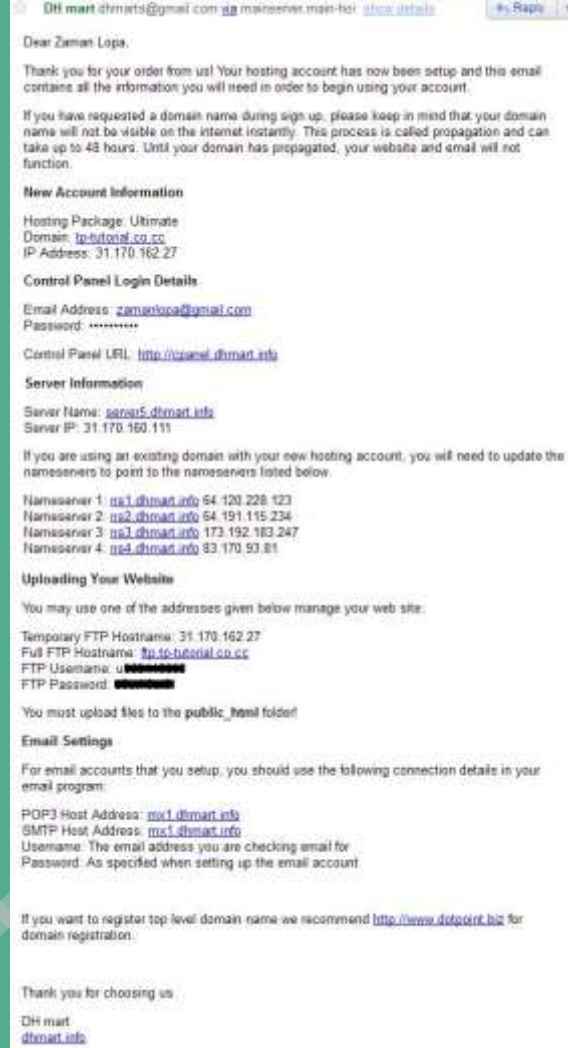 DH mart dhmarts@gmail.com via mainserver.main-hos show details
Reply
Dear Zaman Lopa,
Thank you for your order from us! Your hosting account has now been setup and this email
contains all the information you will need in order to begin using your account.
If you have requested a domain name during sign up, please keep in mind that your domain
name will not be visible on the internet instantly. This process is called propagation and can
take up to 48 hours. Until your domain has propagated, your website and email will not
function.
New Account Information
Hosting Package: Ultimate
Domain: tp-tutorial.co.cc
IP Address: 31.170.162.27
Control Panel Login Details
Email Address: zamanlopa@gmail.com
Password: ••••••••••
Control Panel URL: http://cpanel.dhmart.info
Server Information
Server Name: server5.dhmart.info
Server IP: 31.170.160.111
If you are using an existing domain with your new hosting account, you will need to update the
nameservers to point to the nameservers listed below.
Nameserver 1: ns1.dhmart.info 64.120.228.123
Nameserver 2: ns2.dhmart.info 64.191.115.234
Nameserver 3: ns3.dhmart.info 173.192.183.247
Nameserver 4: ns4.dhmart.info 83.170.93.81
Uploading Your Website
You may use one of the addresses given below manage your web site:
Temporary FTP Hostname: 31.170.162.27
Full FTP Hostname: ftp.tp-tutorial.co.cc
FTP Username: u
FTP Password:
You must upload files to the public_html folder!
Email Settings
For email accounts that you setup, you should use the following connection details in your
email program:
POP3 Host Address: mx1.dhmart.info
SMTP Host Address: mx1.dhmart.info
Username: The email address you are checking email for
Password: As specified when setting up the email account
If you want to register top level domain name we recommend http://www.dotpoint.biz for
domain registration.
Thank you for choosing us.
DH mart
dhmart.info